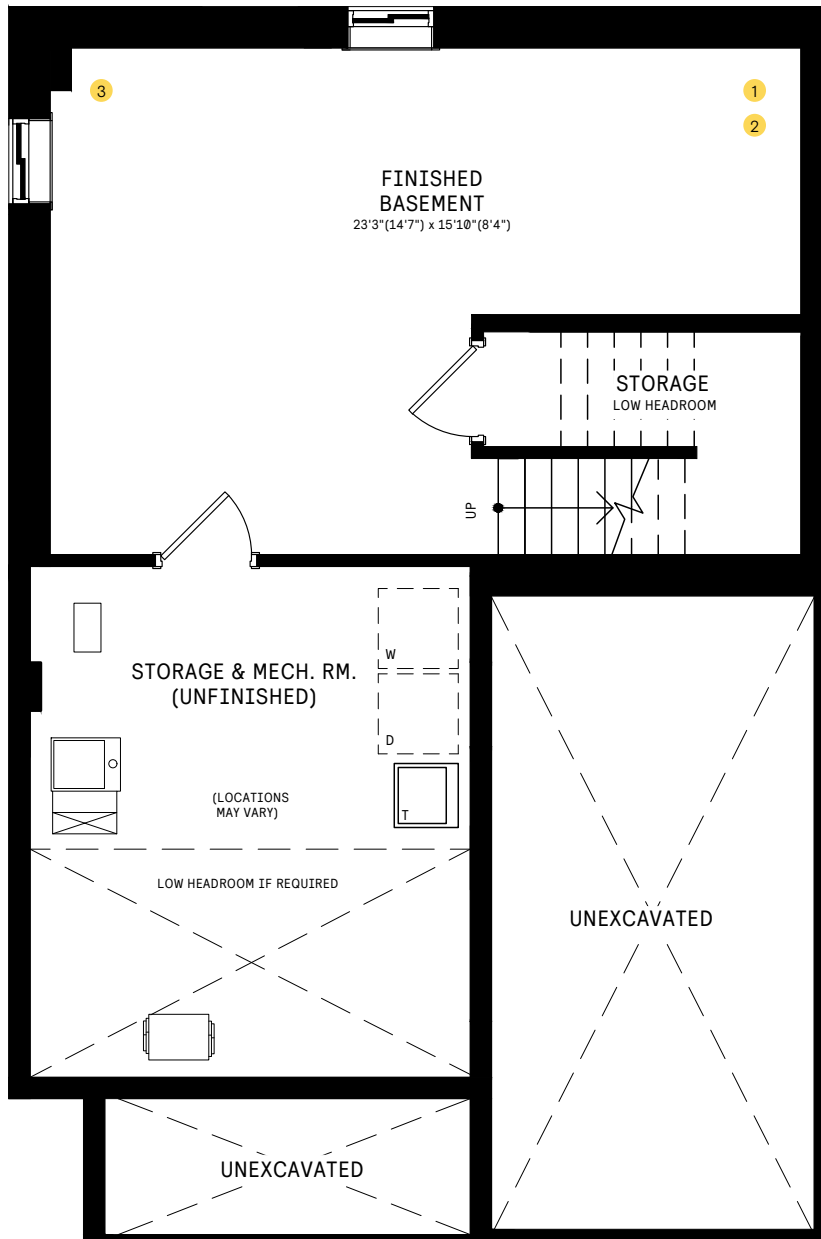 3
1
2
FINISHED
BASEMENT
23'3"(14'7") x 15'10"(8'4")
STORAGE
LOW HEADROOM
UP
W
STORAGE & MECH. RM.
(UNFINISHED)
D
(LOCATIONS
MAY VARY)
T
LOW HEADROOM IF REQUIRED
UNEXCAVATED
UNEXCAVATED